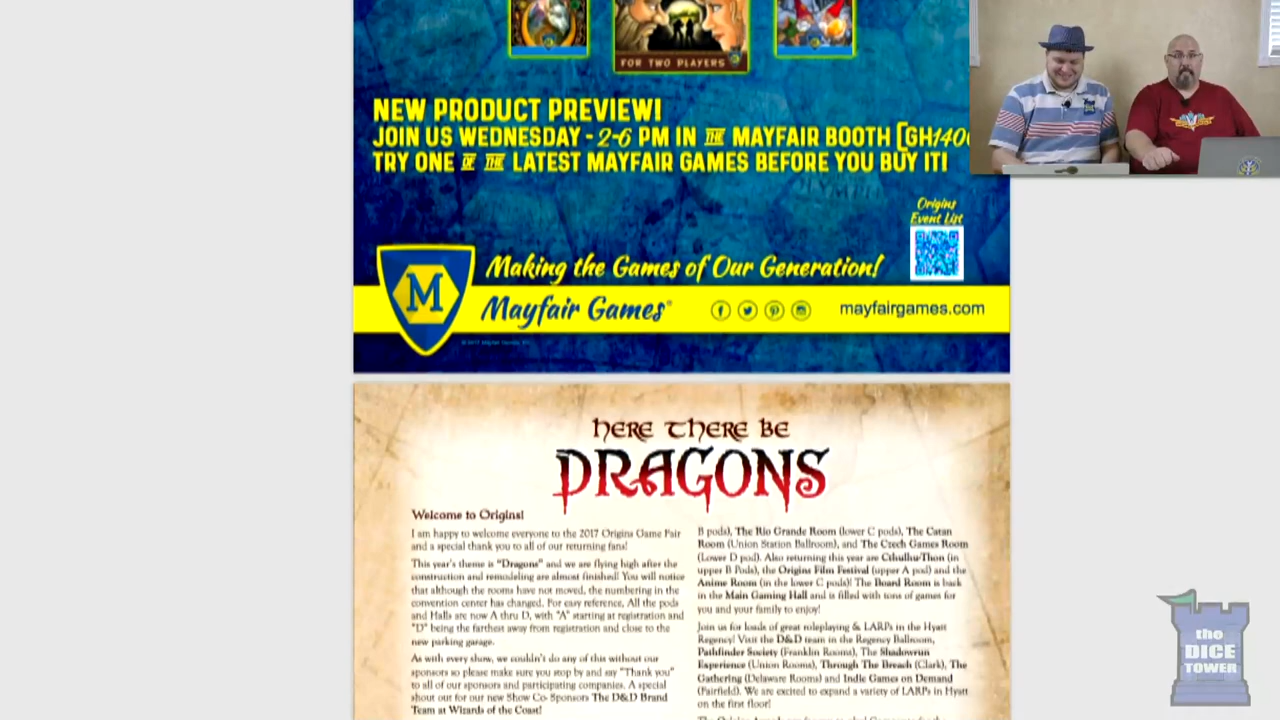 FOR TWO PLAYERS
NEW PRODUCT PREVIEW!
JOIN US WEDNESDAY - 2-6 PM IN THE MAYFAIR BOOTH [GH140
TRY ONE OF THE LATEST MAYFAIR GAMES BEFORE YOU BUY IT!
Origins
Event List
M
Making the Games of Our Generation!
Mayfair Games®
mayfairgames.com
HERE THERE BE
DRAGONS
Welcome to Origins!
I am happy to welcome everyone to the 2017 Origins Game Fair
and a special thank you to all of our returning fans!
This year's theme is "Dragons" and we are flying high after the
construction and remodeling are almost finished! You will notice
that although the rooms have not moved, the numbering in the
convention center has changed. For easy reference, All the pods
and Halls are now A thru D, with "A" starting at registration and
"D" being the farthest away from registration and close to the
new parking garage.
As with every show, we couldn't do any of this without our
sponsors so please make sure you stop by and say "Thank you"
to all of our sponsors and participating companies. A special
shout out for our new Show Co-Sponsors The D&D Brand
Team at Wizards of the Coast!
B pods), The Rio Grande Room (lower C pods), The Catan
Room (Union Station Ballroom), and The Czech Games Room
(Lower D pod). Also returning this year are Cthulhu-Thon (in
upper B Pods), the Origins Film Festival (upper A pod) and the
Anime Room (in the lower C pods)! The Board Room is back
in the Main Gaming Hall and is filled with tons of games for
you and your family to enjoy!
Join us for loads of great roleplaying & LARPs in the Hyatt
Regency! Visit the D&D team in the Regency Ballroom,
Pathfinder Society (Franklin Rooms), The Shadowrun
Experience (Union Rooms), Through The Breach (Clark), The
Gathering (Delaware Rooms) and Indie Games on Demand
(Fairfield). We are excited to expand a variety of LARPs in Hyatt
on the first floor!
the
DICE
TOWER